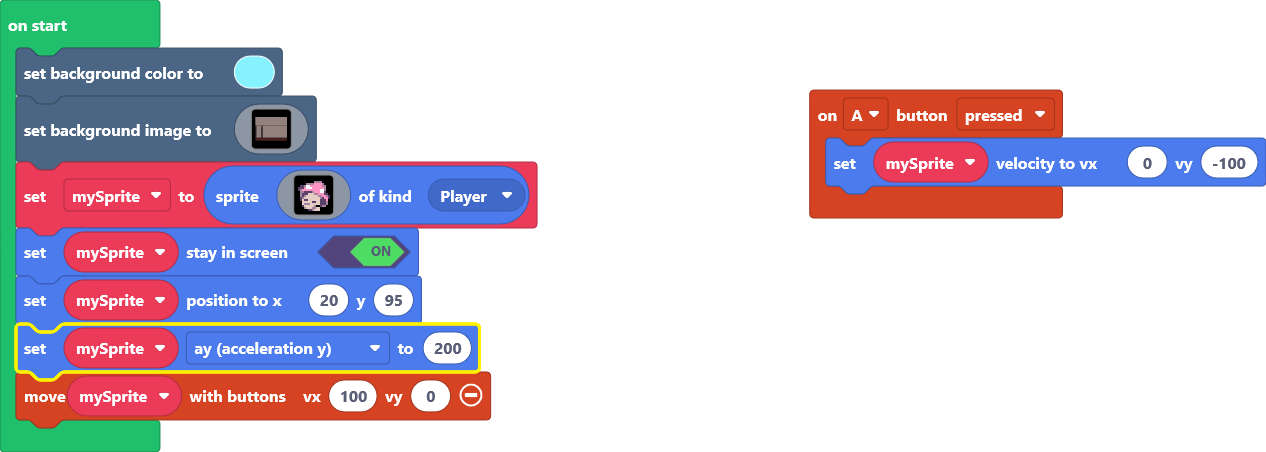 on start
set background color to
set background image to
set mySprite to sprite of kind Player
set mySprite stay in screen ON
set mySprite position to x 20 y 95
set mySprite ay (acceleration y) to 200
move mySprite with buttons vx 100 vy 0
on A button pressed
set mySprite velocity to vx 0 vy -100